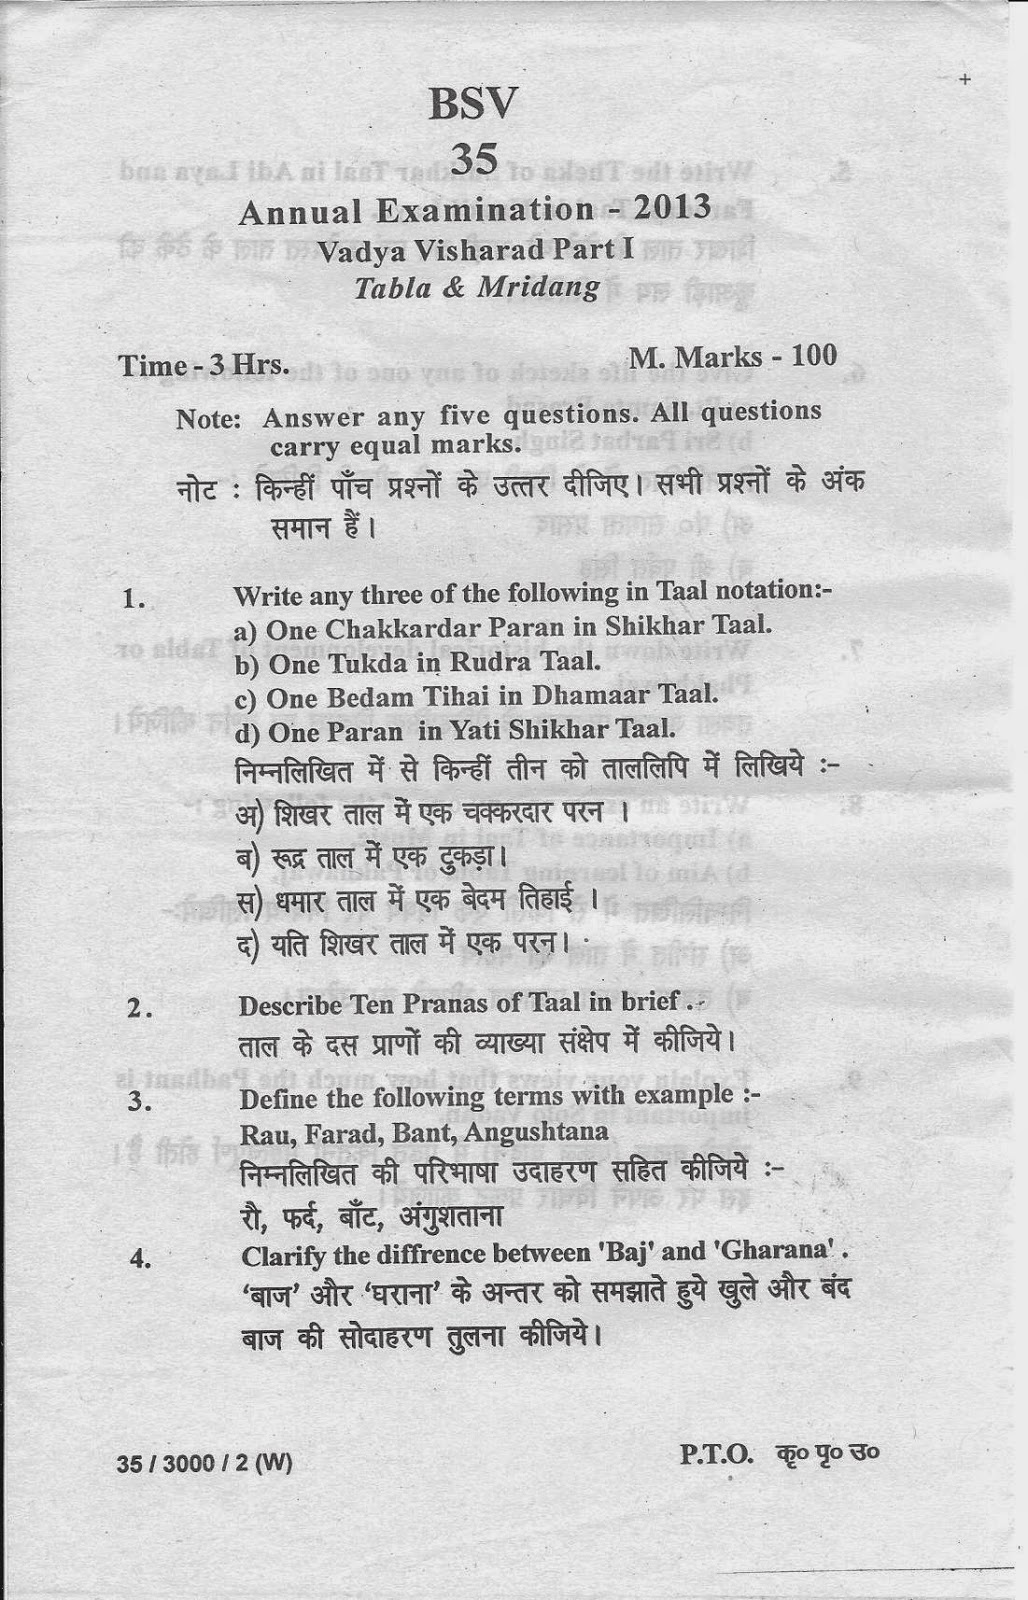 BSV
35
Annual Examination - 2013
Vadya Visharad Part I
Tabla & Mridang
Time - 3 Hrs. M. Marks - 100
Note: Answer any five questions. All questions
carry equal marks.
नोट : किन्हीं पाँच प्रश्नों के उत्तर दीजिए। सभी प्रश्नों के अंक
समान हैं।
1. Write any three of the following in Taal notation:-
a) One Chakkardar Paran in Shikhar Taal.
b) One Tukda in Rudra Taal.
c) One Bedam Tihai in Dhamaar Taal.
d) One Paran in Yati Shikhar Taal.
निम्नलिखित में से किन्हीं तीन को ताललिपि में लिखिये :-
अ) शिखर ताल में एक चक्करदार परन ।
ब) रूद्र ताल में एक टुकड़ा।
स) धमार ताल में एक बेदम तिहाई ।
द) यति शिखर ताल में एक परन।
2. Describe Ten Pranas of Taal in brief .-
ताल के दस प्राणों की व्याख्या संक्षेप में कीजिये।
3. Define the following terms with example :-
Rau, Farad, Bant, Angushtana
निम्नलिखित की परिभाषा उदाहरण सहित कीजिये :-
रौ, फर्द, बाँट, अंगुशताना
4. Clarify the diffrence between 'Baj' and 'Gharana' .
‘बाज’ और ‘घराना’ के अन्तर को समझाते हुये खुले और बंद
बाज की सोदाहरण तुलना कीजिये।
35 / 3000 / 2 (W) P.T.O. कृ० पृ० उ०